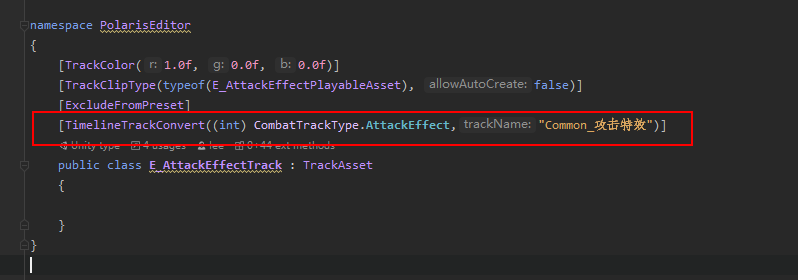 namespace PolarisEditor
{
[TrackColor( r: 1.0f, g: 0.0f, b: 0.0f)]
[TrackClipType(typeof(E_AttackEffectPlayableAsset), allowAutoCreate: false)]
[ExcludeFromPreset]
[TimelineTrackConvert((int) CombatTrackType.AttackEffect, trackName: "Common_攻击特效")]
Unity type 4 usages lee 8+44 ext methods
public class E_AttackEffectTrack : TrackAsset
{
}
}